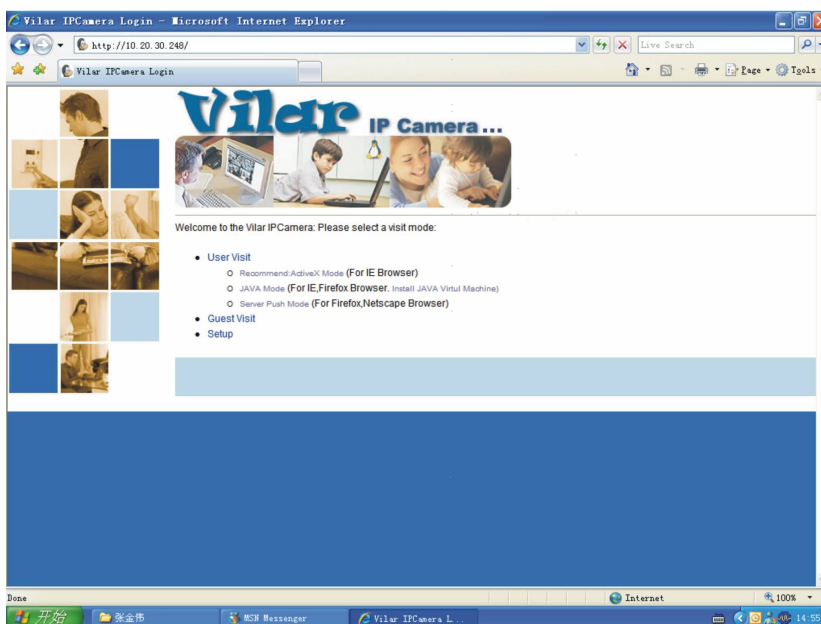 Vilar IPCamera Login - Microsoft Internet Explorer
http://10.20.30.248/
Live Search
Vilar IPCamera Login
Page
Tools
Vilar IP Camera...
Welcome to the Vilar IPCamera: Please select a visit mode:
User Visit
Recommend:ActiveX Mode (For IE Browser)
JAVA Mode (For IE,Firefox Browser. Install JAVA Virtul Machine)
Server Push Mode (For Firefox,Netscape Browser)
Guest Visit
Setup
Done
Internet
100%
开始
张金伟
MSN Messenger
Vilar IPCamera L...
14:55